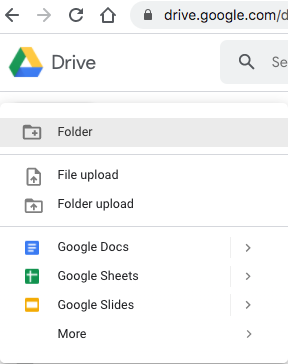 drive.google.com/d
Drive
Se
Folder
File upload
Folder upload
Google Docs
Google Sheets
Google Slides
More